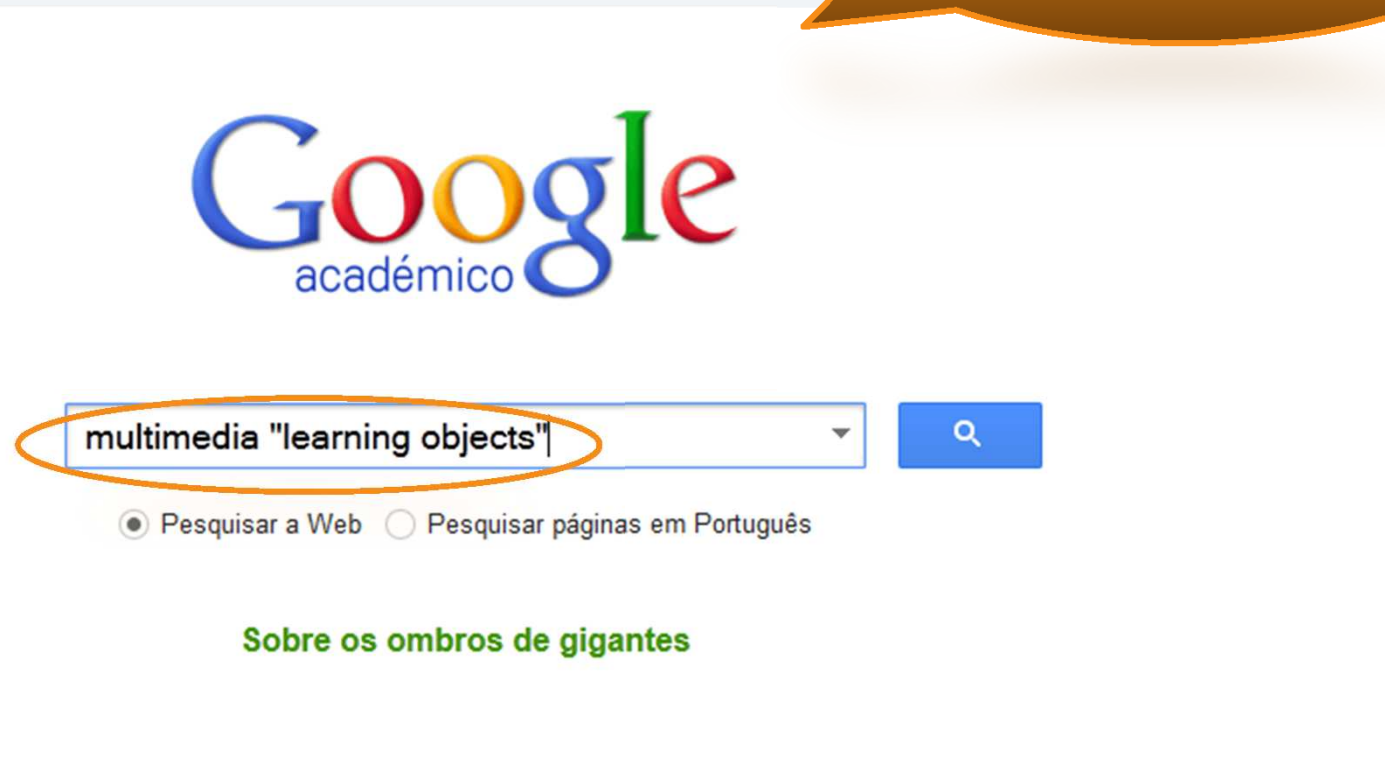 Google
académico
multimedia "learning objects"
Pesquisar a Web Pesquisar páginas em Português
Sobre os ombros de gigantes